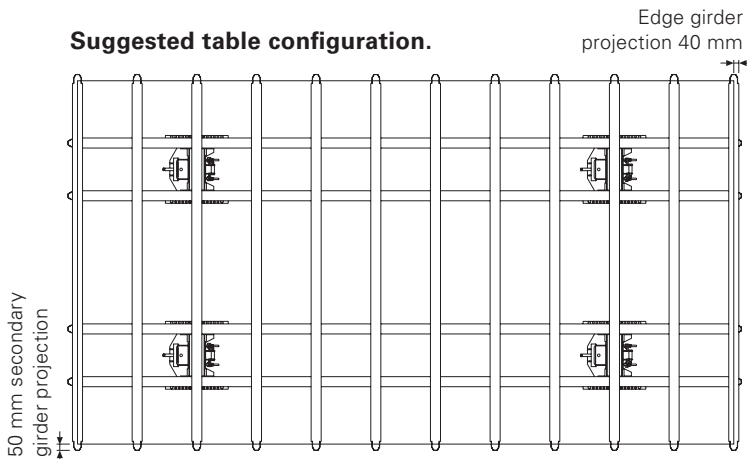 Suggested table configuration.
Edge girder
projection 40 mm
50 mm secondary
girder projection